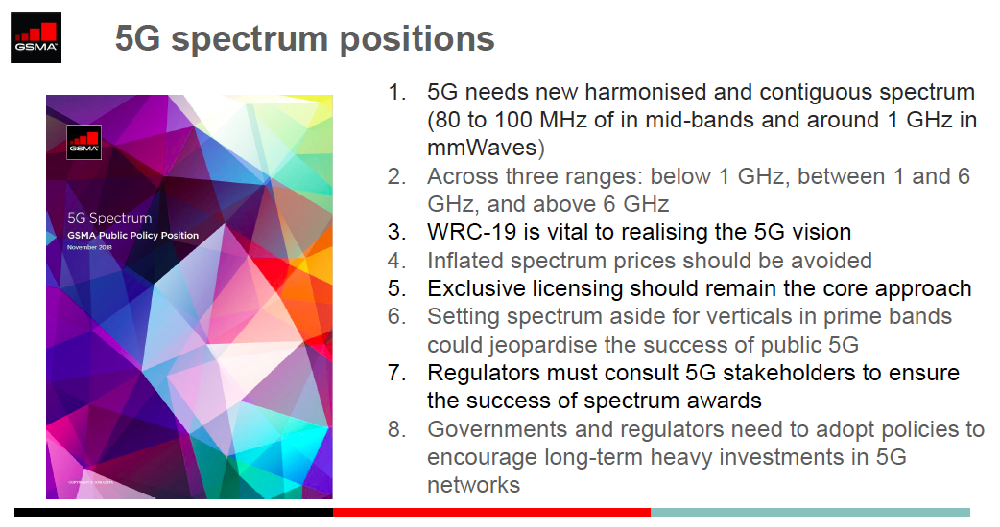 GSMA
5G spectrum positions
GSMA
5G Spectrum
GSMA Public Policy Position
November 2018
COPYRIGHT © 2018 GSMA
1. 5G needs new harmonised and contiguous spectrum
(80 to 100 MHz of in mid-bands and around 1 GHz in
mmWaves)
2. Across three ranges: below 1 GHz, between 1 and 6
GHz, and above 6 GHz
3. WRC-19 is vital to realising the 5G vision
4. Inflated spectrum prices should be avoided
5. Exclusive licensing should remain the core approach
6. Setting spectrum aside for verticals in prime bands
could jeopardise the success of public 5G
7. Regulators must consult 5G stakeholders to ensure
the success of spectrum awards
8. Governments and regulators need to adopt policies to
encourage long-term heavy investments in 5G
networks